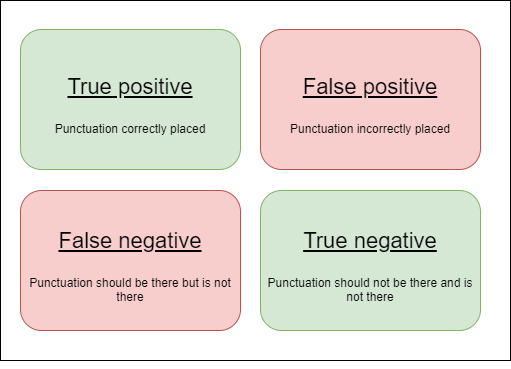 True positive
Punctuation correctly placed
False positive
Punctuation incorrectly placed
False negative
Punctuation should be there but is not
there
True negative
Punctuation should not be there and is
not there